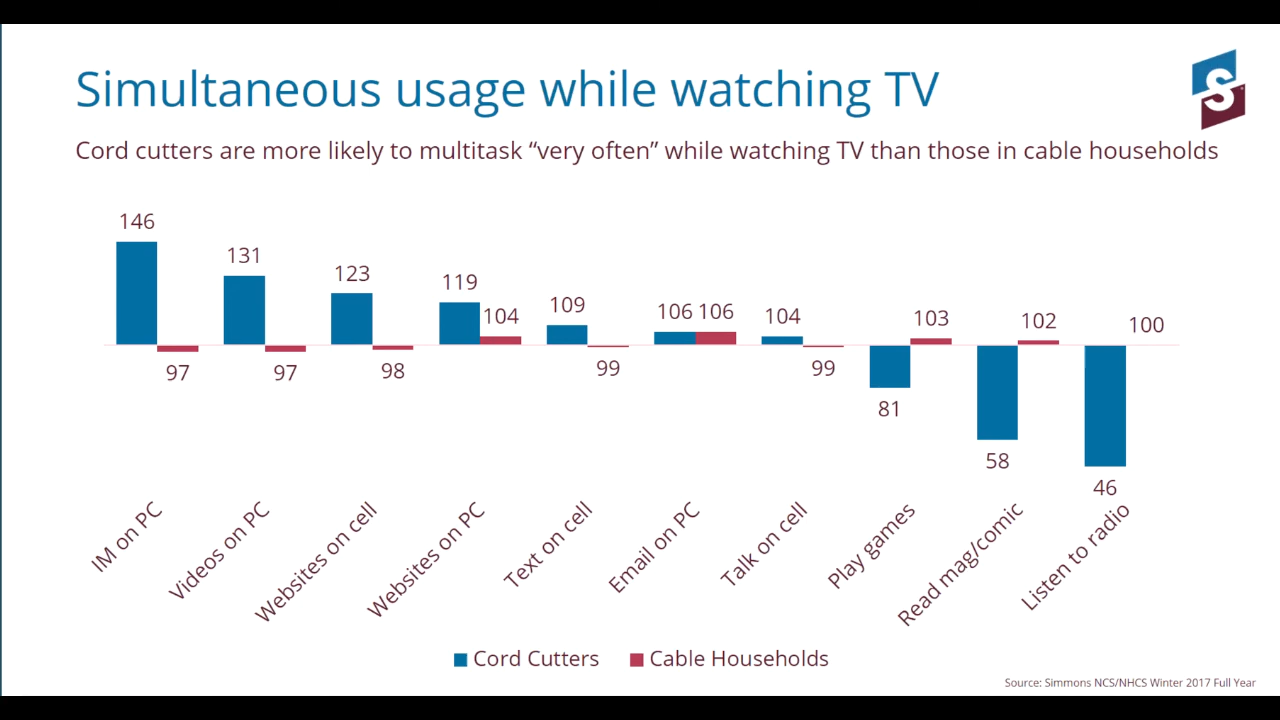 Simultaneous usage while watching TV
S
Cord cutters are more likely to multitask “very often” while watching TV than those in cable households
146
131
123
119
104
109
106
106
104
103
102
100
97
97
98
99
99
81
58
46
IM on PC
Videos on PC
Websites on cell
Websites on PC
Text on cell
Email on PC
Talk on cell
Play games
Read mag/comic
Listen to radio
Cord Cutters
Cable Households
Source: Simmons NCS/NHCS Winter 2017 Full Year